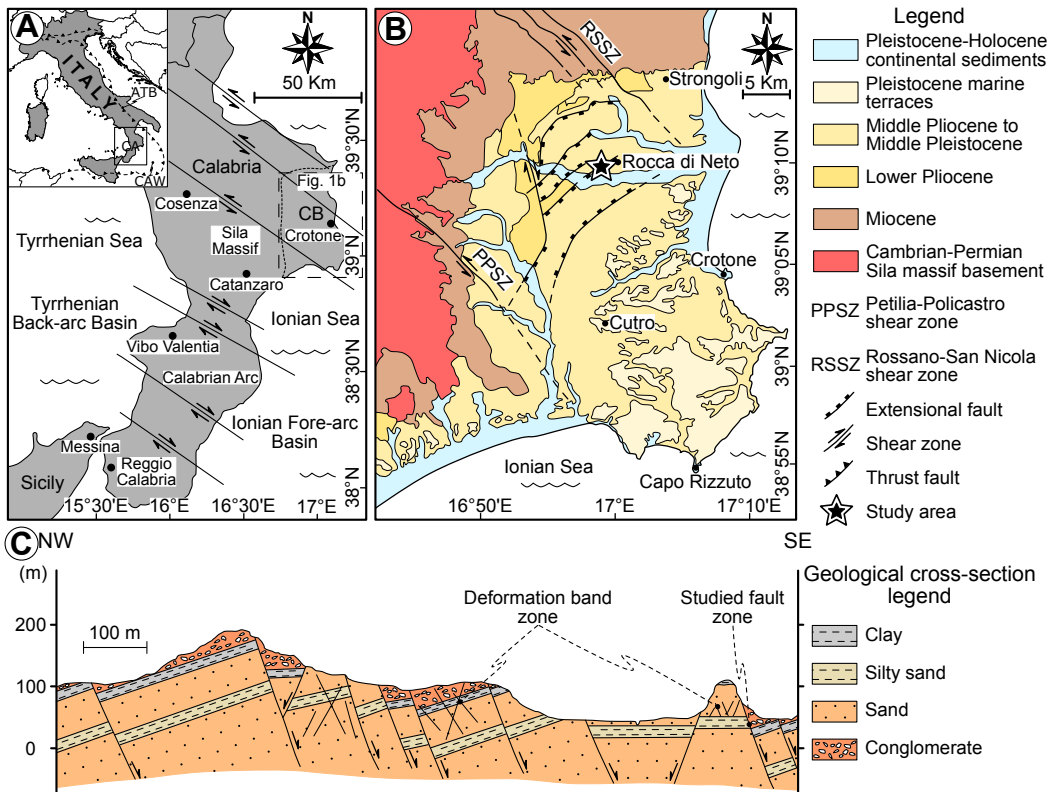 A
ITALY
ATB
CA
CAW
N
50 Km
Calabria
Fig. 1b
Cosenza
CB
Crotone
Sila
Massif
Catanzaro
Tyrrhenian Sea
Tyrrhenian
Back-arc Basin
Ionian Sea
Vibo Valentia
Calabrian Arc
Ionian Fore-arc
Basin
Messina
Reggio
Calabria
Sicily
15°30'E
16°E
16°30'E
17°E
39°30'N
39°N
38°30'N
38°N
B
RSSZ
N
5 Km
Strongoli
Rocca di Neto
PPSZ
Crotone
Cutro
Ionian Sea
Capo Rizzuto
16°50'E
17°E
17°10'E
39°10'N
39°05'N
39°N
38°55'N
Legend
Pleistocene-Holocene
continental sediments
Pleistocene marine
terraces
Middle Pliocene to
Middle Pleistocene
Lower Pliocene
Miocene
Cambrian-Permian
Sila massif basement
PPSZ Petilia-Policastro
shear zone
RSSZ Rossano-San Nicola
shear zone
Extensional fault
Shear zone
Thrust fault
Study area
C
NW
SE
(m)
200
100
0
100 m
Deformation band
zone
Studied fault
zone
Geological cross-section
legend
Clay
Silty sand
Sand
Conglomerate